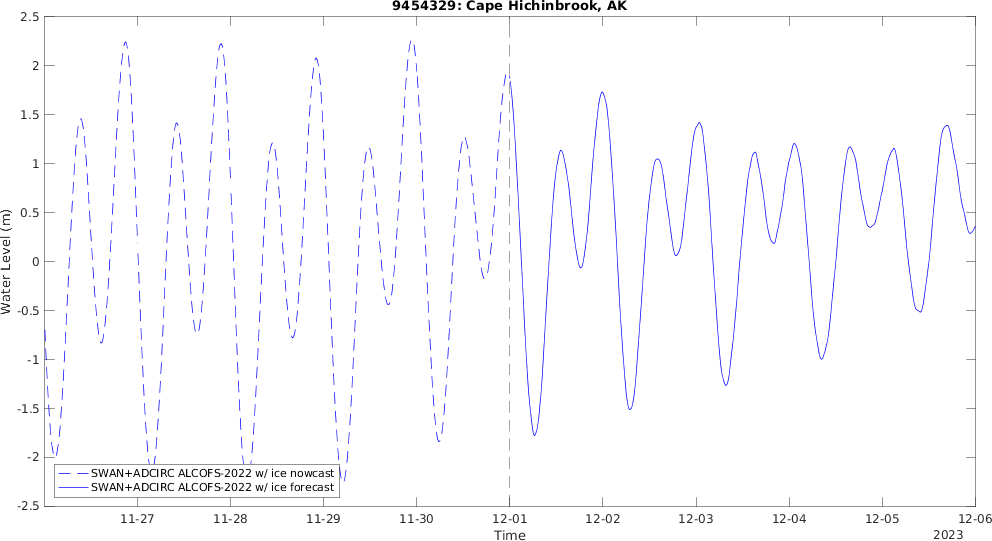 9454329: Cape Hichinbrook, AK
2.5
2
1.5
1
0.5
0
-0.5
-1
-1.5
-2
-2.5
Water Level (m)
SWAN+ADCIRC ALCOFS-2022 w/ ice nowcast
SWAN+ADCIRC ALCOFS-2022 w/ ice forecast
11-27 11-28 11-29 11-30 12-01 12-02 12-03 12-04 12-05 12-06
Time
2023